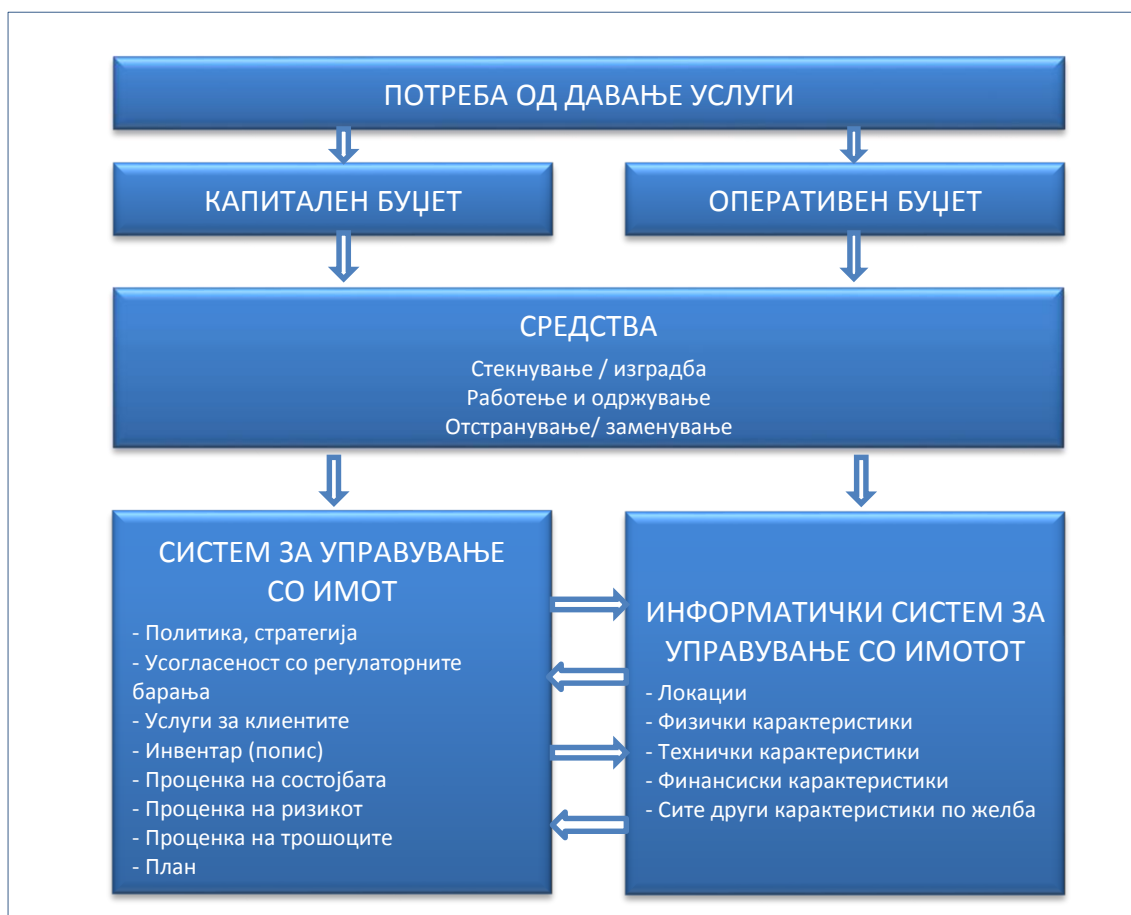 ПОТРЕБА ОД ДАВАЊЕ УСЛУГИ
КАПИТАЛЕН БУЏЕТ
ОПЕРАТИВЕН БУЏЕТ
СРЕДСТВА
Стекнување / изградба
Работење и одржување
Отстранување/ заменување
СИСТЕМ ЗА УПРАВУВАЊЕ
СО ИМОТ
- Политика, стратегија
- Усогласеност со регулаторните
барања
- Услуги за клиентите
- Инвентар (попис)
- Проценка на состојбата
- Проценка на ризикот
- Проценка на трошоците
- План
ИНФОРМАТИЧКИ СИСТЕМ ЗА
УПРАВУВАЊЕ СО ИМОТОТ
- Локации
- Физички карактеристики
- Технички карактеристики
- Финансиски карактеристики
- Сите други карактеристики по желба